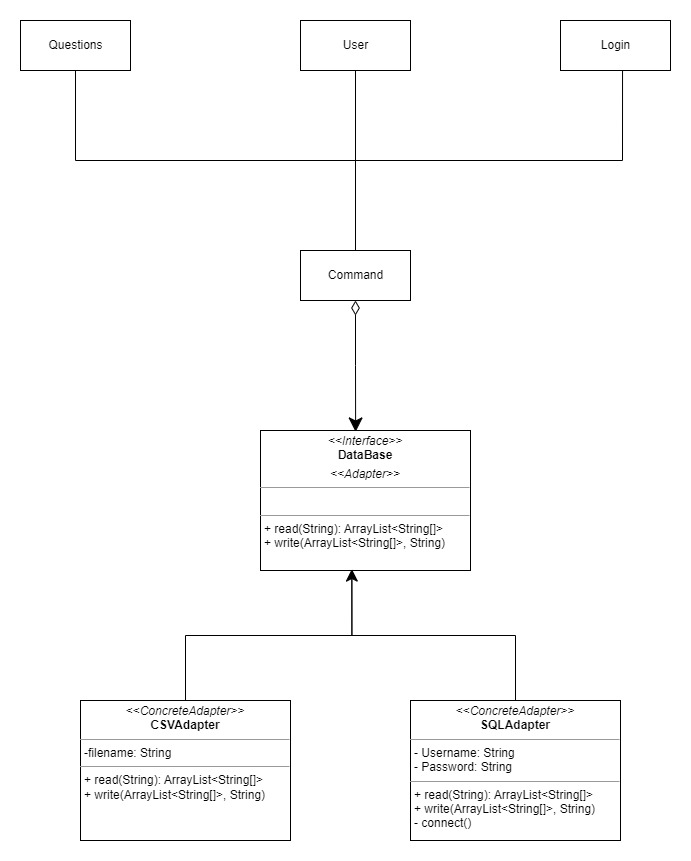 Questions
User
Login
Command
<<Interface>>
DataBase
<<Adapter>>
+ read(String): ArrayList<String[]>
+ write(ArrayList<String[]>, String)
<<ConcreteAdapter>>
CSVAdapter
-filename: String
+ read(String): ArrayList<String[]>
+ write(ArrayList<String[]>, String)
<<ConcreteAdapter>>
SQLAdapter
- Username: String
- Password: String
+ read(String): ArrayList<String[]>
+ write(ArrayList<String[]>, String)
- connect()